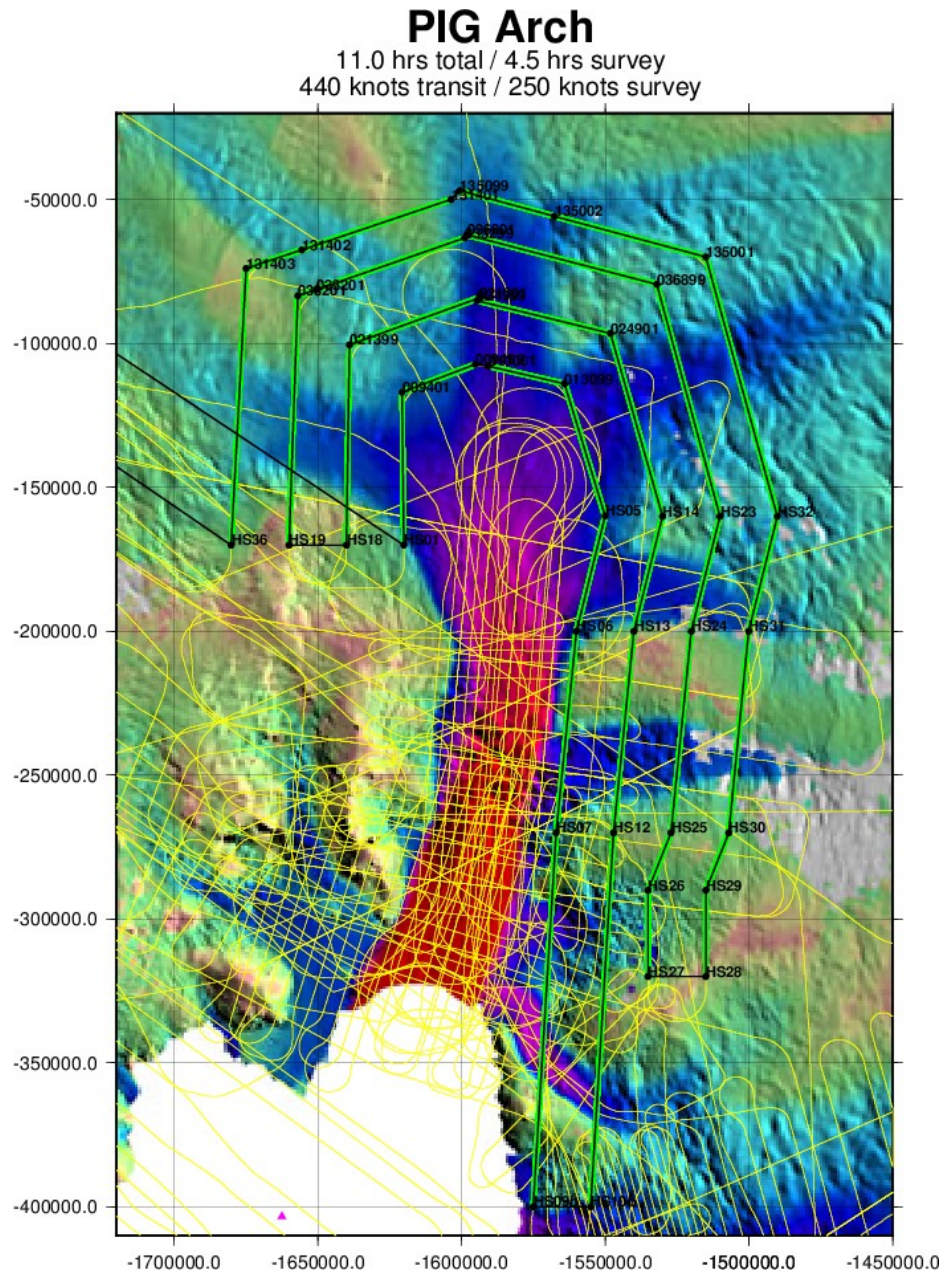 PIG Arch
11.0 hrs total / 4.5 hrs survey
440 knots transit / 250 knots survey
135099
131401
-50000.0
135002
131402
135001
131403
036899
-100000.0
024901
021399
013099
009401
-150000.0
HS05 HS14 HS23 HS32
HS36 HS19 HS18 HS01
-200000.0
HS06 HS13 HS24 HS31
-250000.0
HS07 HS12 HS25 HS30
HS26 HS29
-300000.0
HS27 HS28
-350000.0
-400000.0
-1700000.0 -1650000.0 -1600000.0 -1550000.0 -1500000.0 -1450000.0